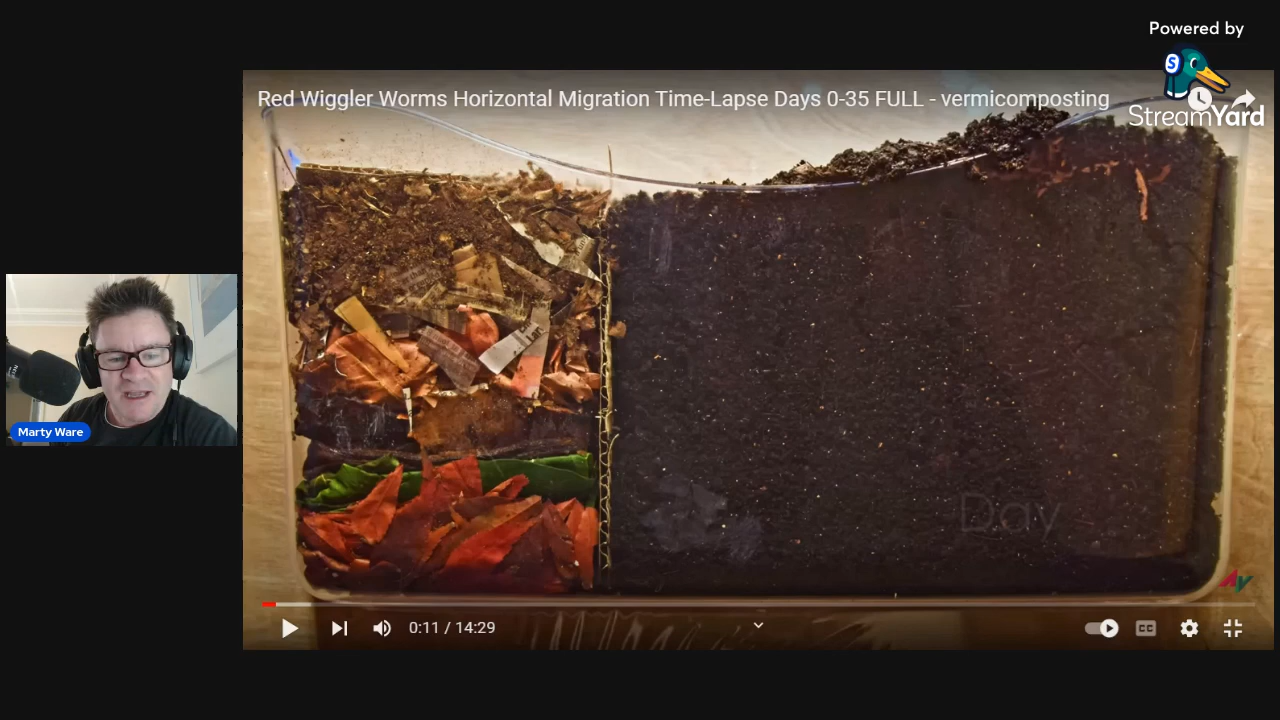 Powered by
StreamYard
Red Wiggler Worms Horizontal Migration Time-Lapse Days 0-35 FULL - vermicomposting
Day
Marty Ware
0:11 / 14:29
CC